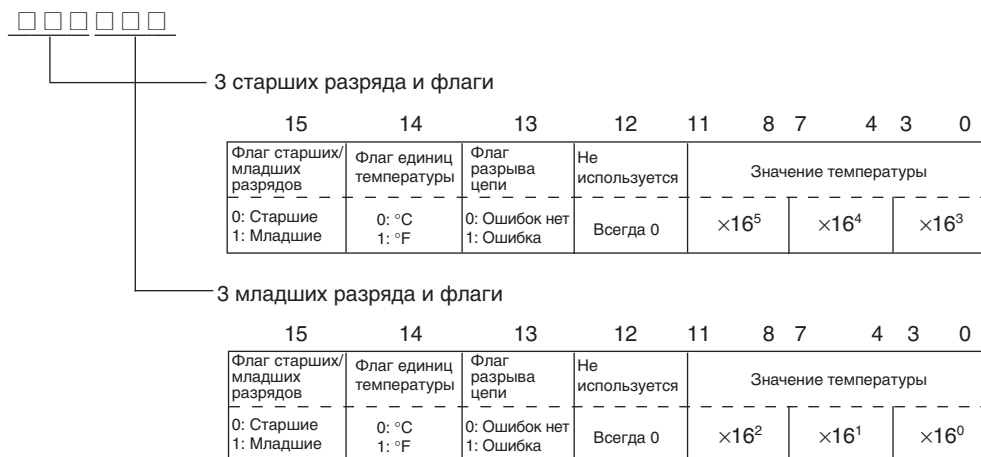 □□□□□□
3 старших разряда и флаги
15 14 13 12 11 8 7 4 3 0
Флаг старших/ младших разрядов Флаг единиц температуры Флаг разрыва цепи Не используется Значение температуры
0: Старшие 1: Младшие 0: °C 1: °F 0: Ошибок нет 1: Ошибка Всегда 0 ×16⁵ ×16⁴ ×16³
3 младших разряда и флаги
15 14 13 12 11 8 7 4 3 0
Флаг старших/ младших разрядов Флаг единиц температуры Флаг разрыва цепи Не используется Значение температуры
0: Старшие 1: Младшие 0: °C 1: °F 0: Ошибок нет 1: Ошибка Всегда 0 ×16² ×16¹ ×16⁰